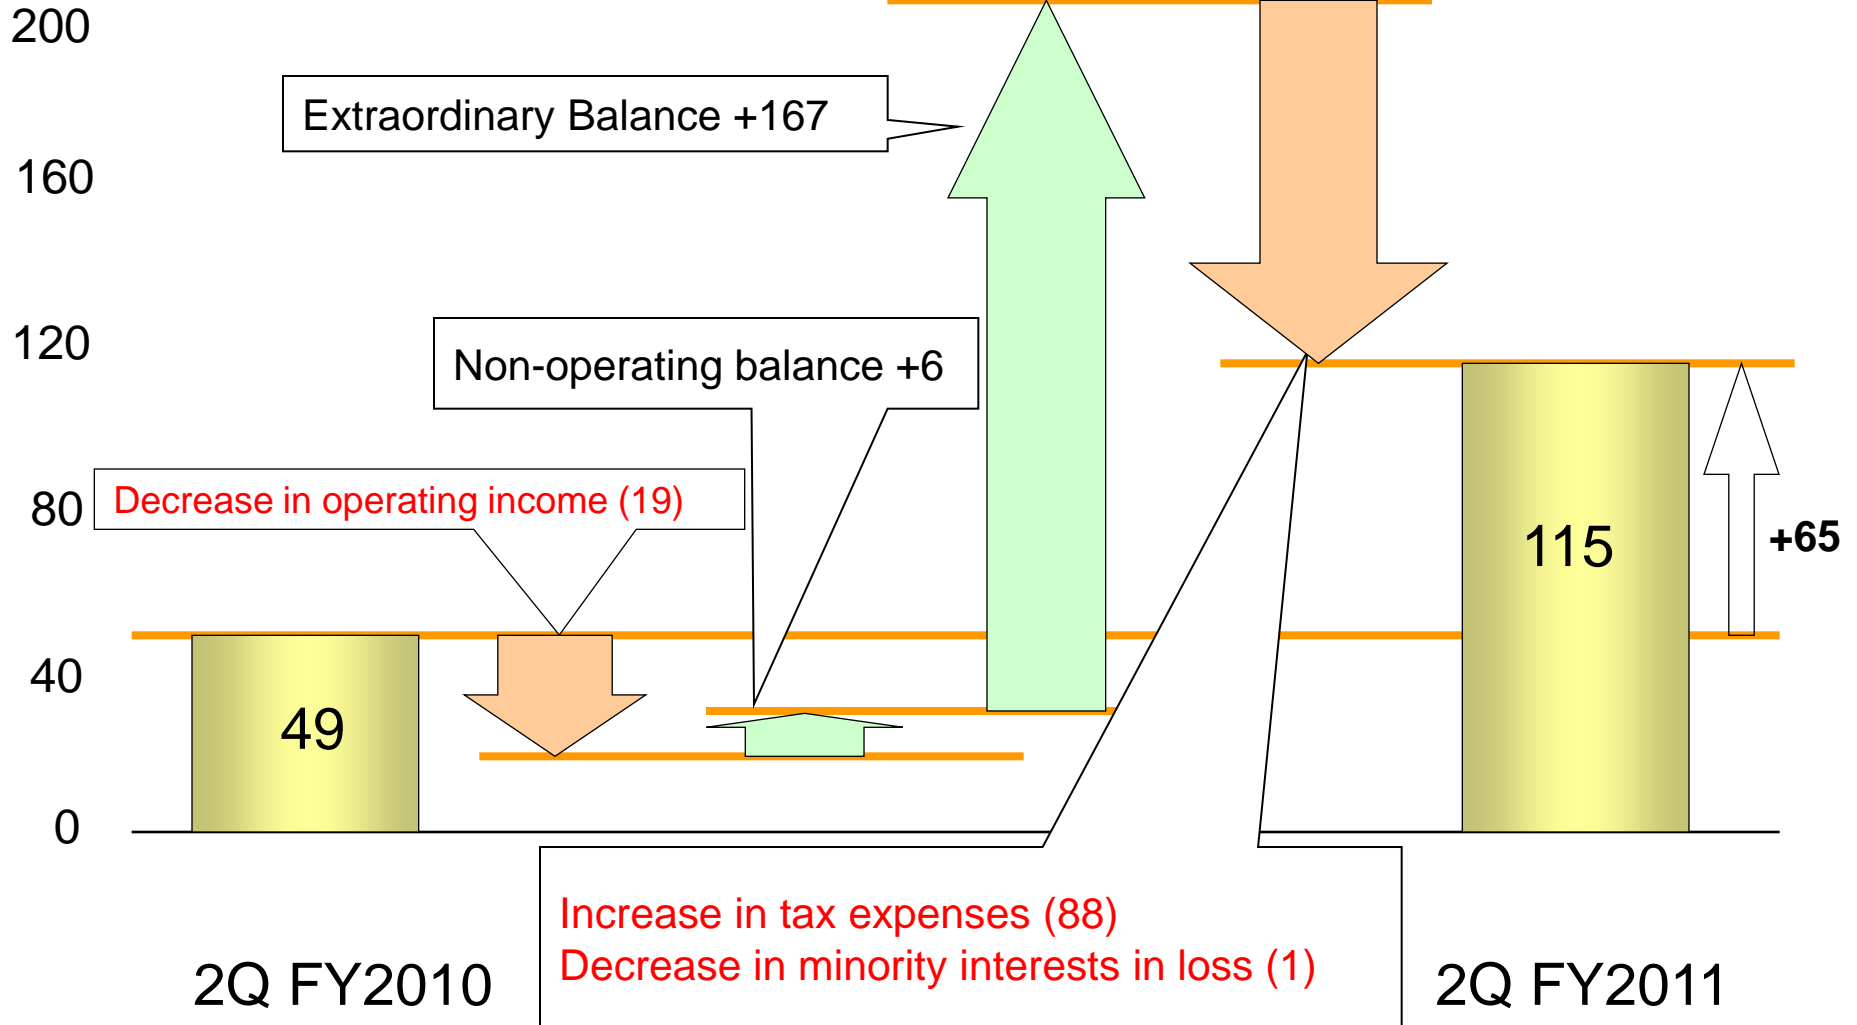 200
Extraordinary Balance +167
160
120
Non-operating balance +6
80
Decrease in operating income (19)
115
+65
40
49
0
Increase in tax expenses (88)
Decrease in minority interests in loss (1)
2Q FY2010
2Q FY2011